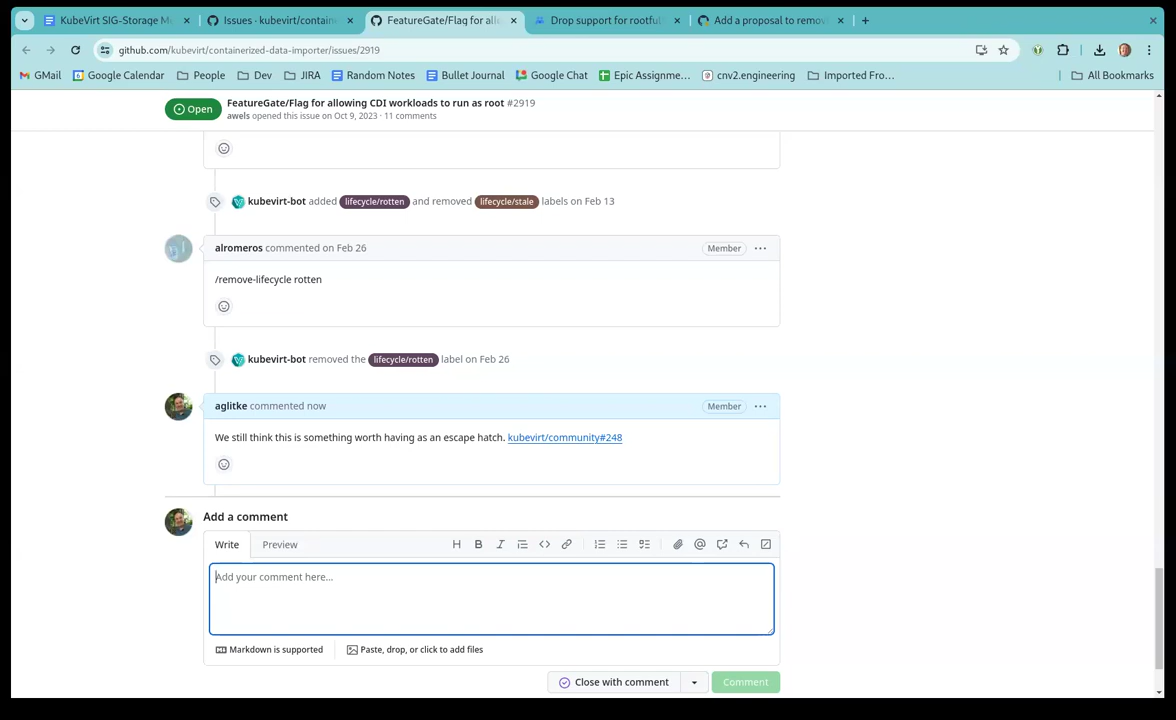 KubeVirt SIG-Storage M
Issues · kubevirt/contain
FeatureGate/Flag for allo
Drop support for rootfu
Add a proposal to remov
github.com/kubevirt/containerized-data-importer/issues/2919
GMail
Google Calendar
People
Dev
JIRA
Random Notes
Bullet Journal
Google Chat
Epic Assignme...
cnv2.engineering
Imported Fro...
All Bookmarks
Open
FeatureGate/Flag for allowing CDI workloads to run as root #2919
awels opened this issue on Oct 9, 2023 · 11 comments
kubevirt-bot added lifecycle/rotten and removed lifecycle/stale labels on Feb 13
alromeros commented on Feb 26
Member
/remove-lifecycle rotten
kubevirt-bot removed the lifecycle/rotten label on Feb 26
aglitke commented now
Member
We still think this is something worth having as an escape hatch. kubevirt/community#248
Add a comment
Write
Preview
Add your comment here...
Markdown is supported
Paste, drop, or click to add files
Close with comment
Comment